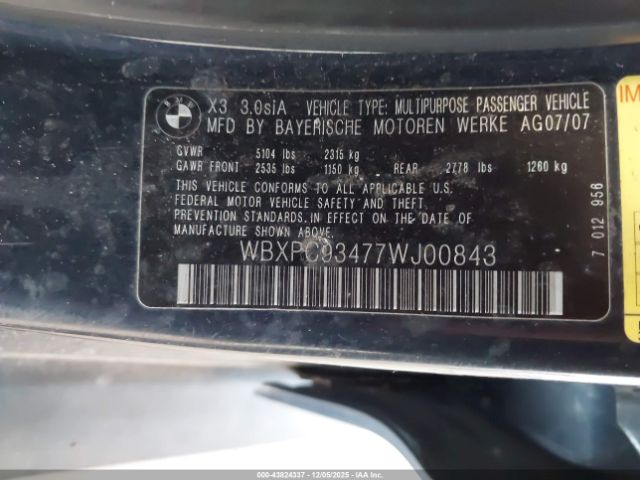 BMW
X3 3.0siA VEHICLE TYPE: MULTIPURPOSE PASSENGER VEHICLE
MFD BY BAYERISCHE MOTOREN WERKE AG07/07
GVWR 5104 lbs 2315 kg
GAWR FRONT 2535 lbs 1150 kg REAR 2778 lbs 1260 kg
THIS VEHICLE CONFORMS TO ALL APPLICABLE U.S.
FEDERAL MOTOR VEHICLE SAFETY AND THEFT
PREVENTION STANDARDS.IN EFFECT ON THE DATE OF
MANUFACTURE SHOWN ABOVE.
WBXPC93477WJ00843
7 012 956
IM
000-43824337 - 12/05/2025 - IAA Inc.